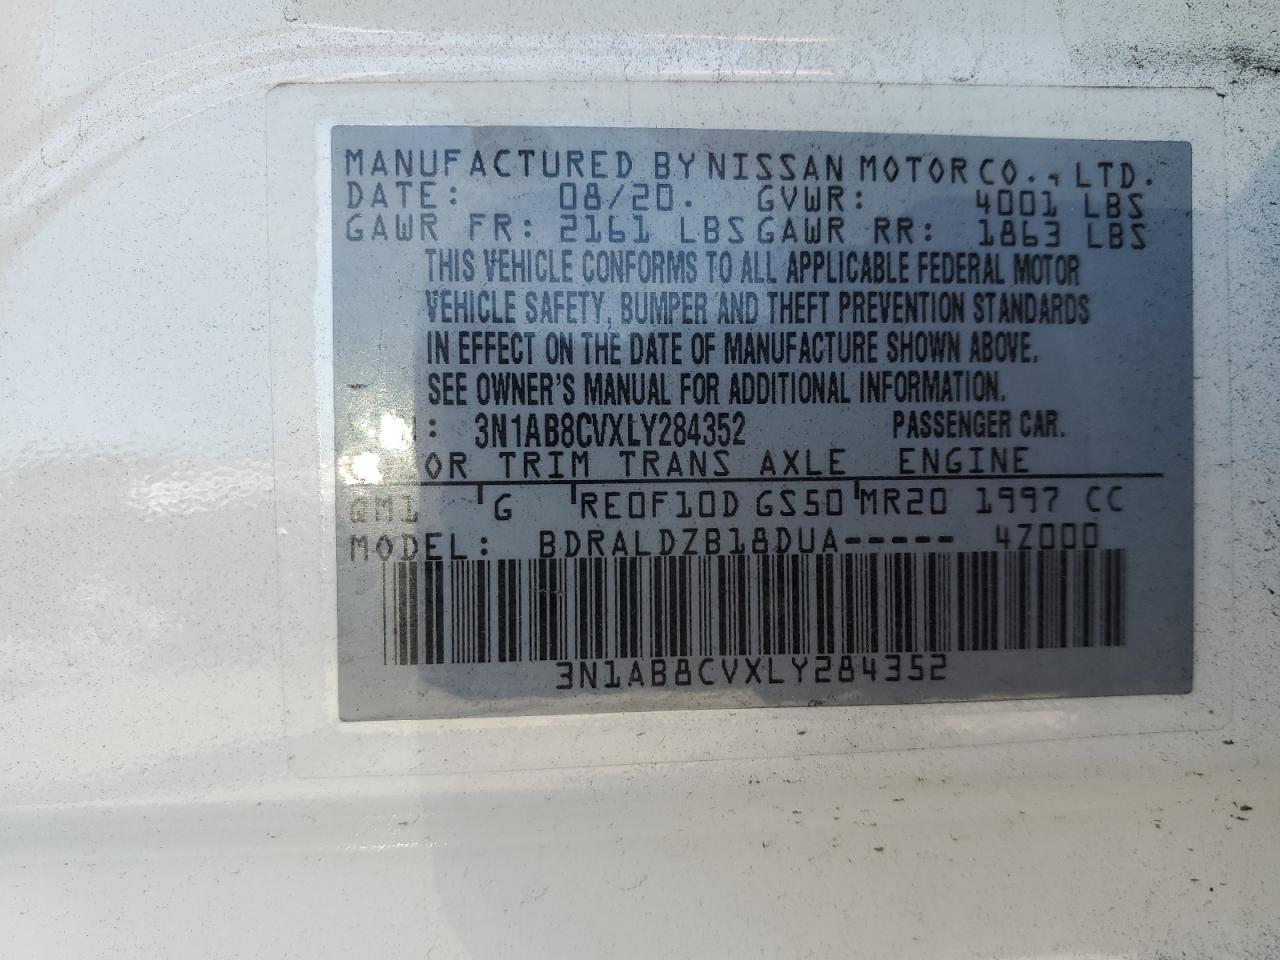 MANUFACTURED BY NISSAN MOTOR CO., LTD.
DATE: 08/20. GVWR: 4001 LBS
GAWR FR: 2161 LBS GAWR RR: 1863 LBS
THIS VEHICLE CONFORMS TO ALL APPLICABLE FEDERAL MOTOR
VEHICLE SAFETY, BUMPER AND THEFT PREVENTION STANDARDS
IN EFFECT ON THE DATE OF MANUFACTURE SHOWN ABOVE.
SEE OWNER'S MANUAL FOR ADDITIONAL INFORMATION.
: 3N1AB8CVXLY284352 PASSENGER CAR.
OR TRIM TRANS AXLE ENGINE
QM1 G RE0F10D GS50 MR20 1997 CC
MODEL: BDRALDZB18DUA----- 4Z000
3N1AB8CVXLY284352